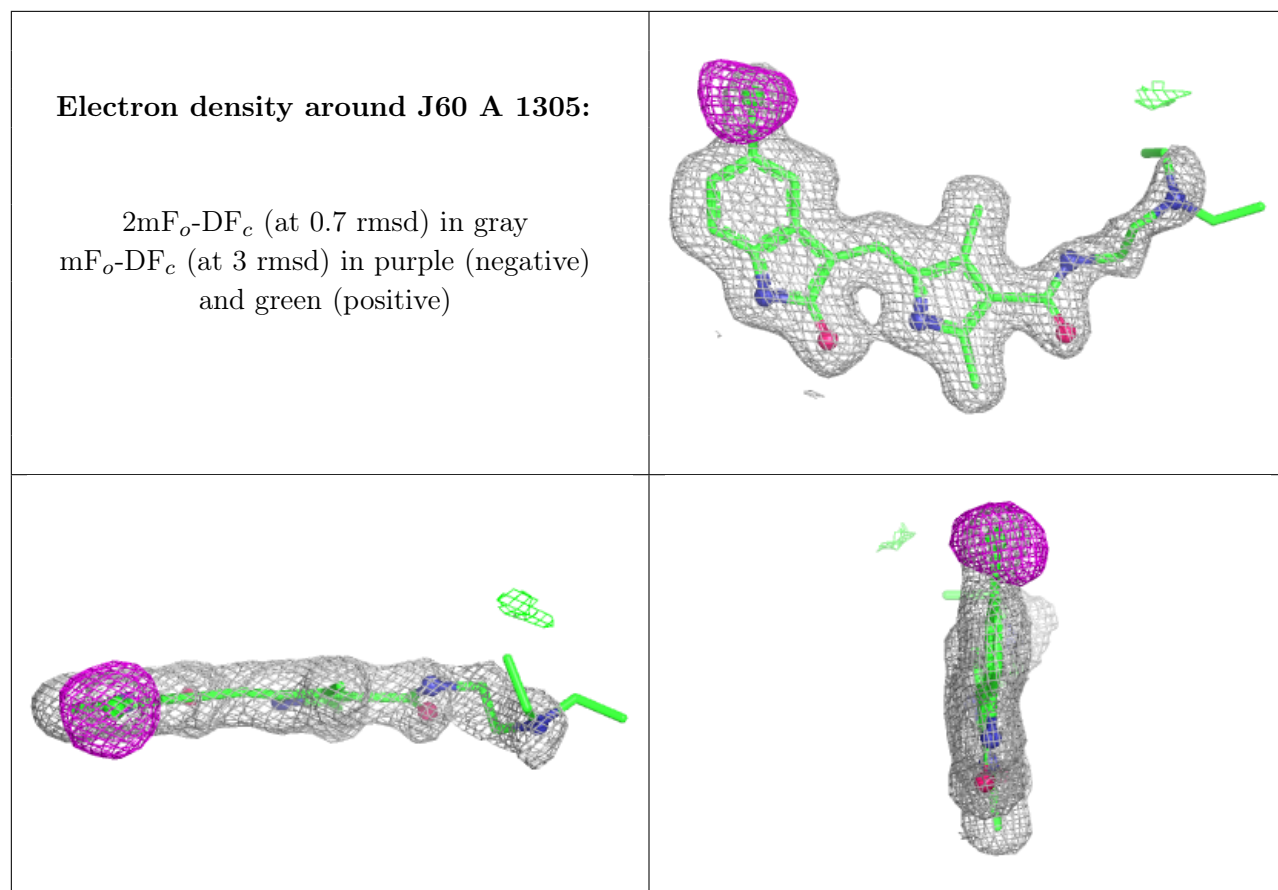 Electron density around J60 A 1305:
2mFo-DFc (at 0.7 rmsd) in gray
mFo-DFc (at 3 rmsd) in purple (negative)
and green (positive)